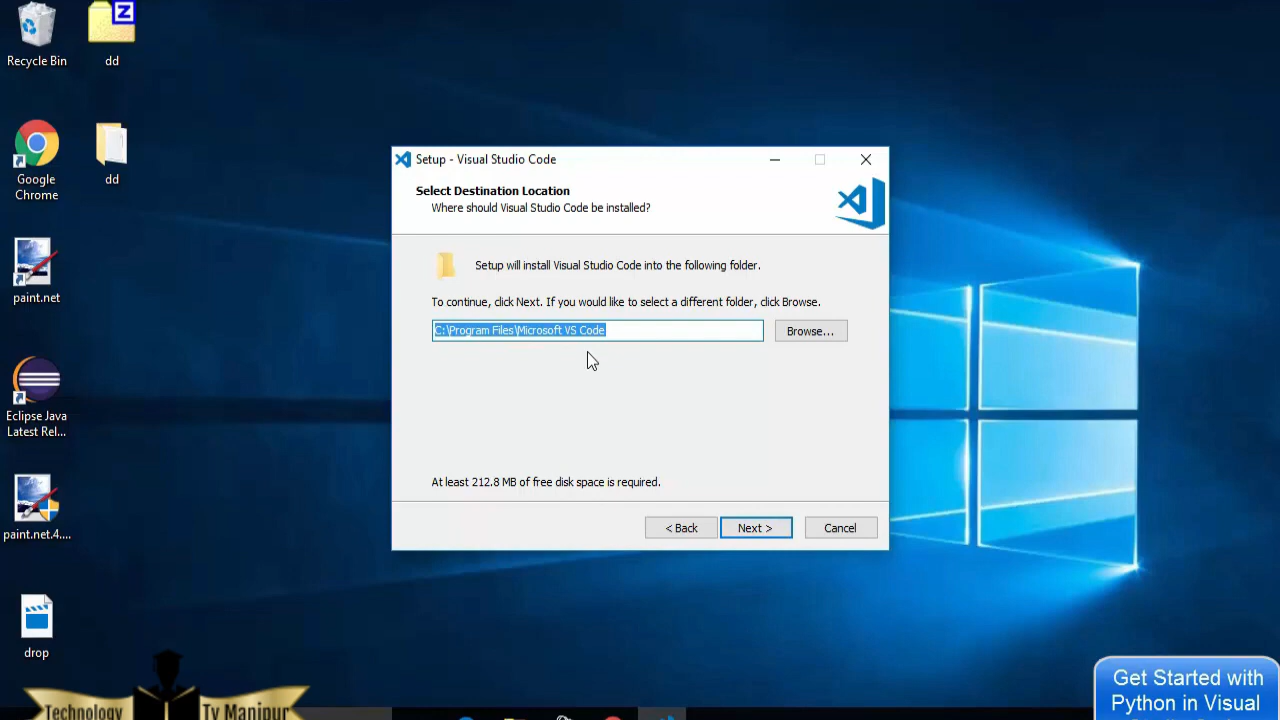 Recycle Bin
dd
Google
Chrome
dd
paint.net
Eclipse Java
Latest Rel...
paint.net.4....
drop
Setup - Visual Studio Code
Select Destination Location
Where should Visual Studio Code be installed?
Setup will install Visual Studio Code into the following folder.
To continue, click Next. If you would like to select a different folder, click Browse.
C:\Program Files\Microsoft VS Code
Browse...
At least 212.8 MB of free disk space is required.
< Back
Next >
Cancel
Technology Tv Manipur
Get Started with
Python in Visual